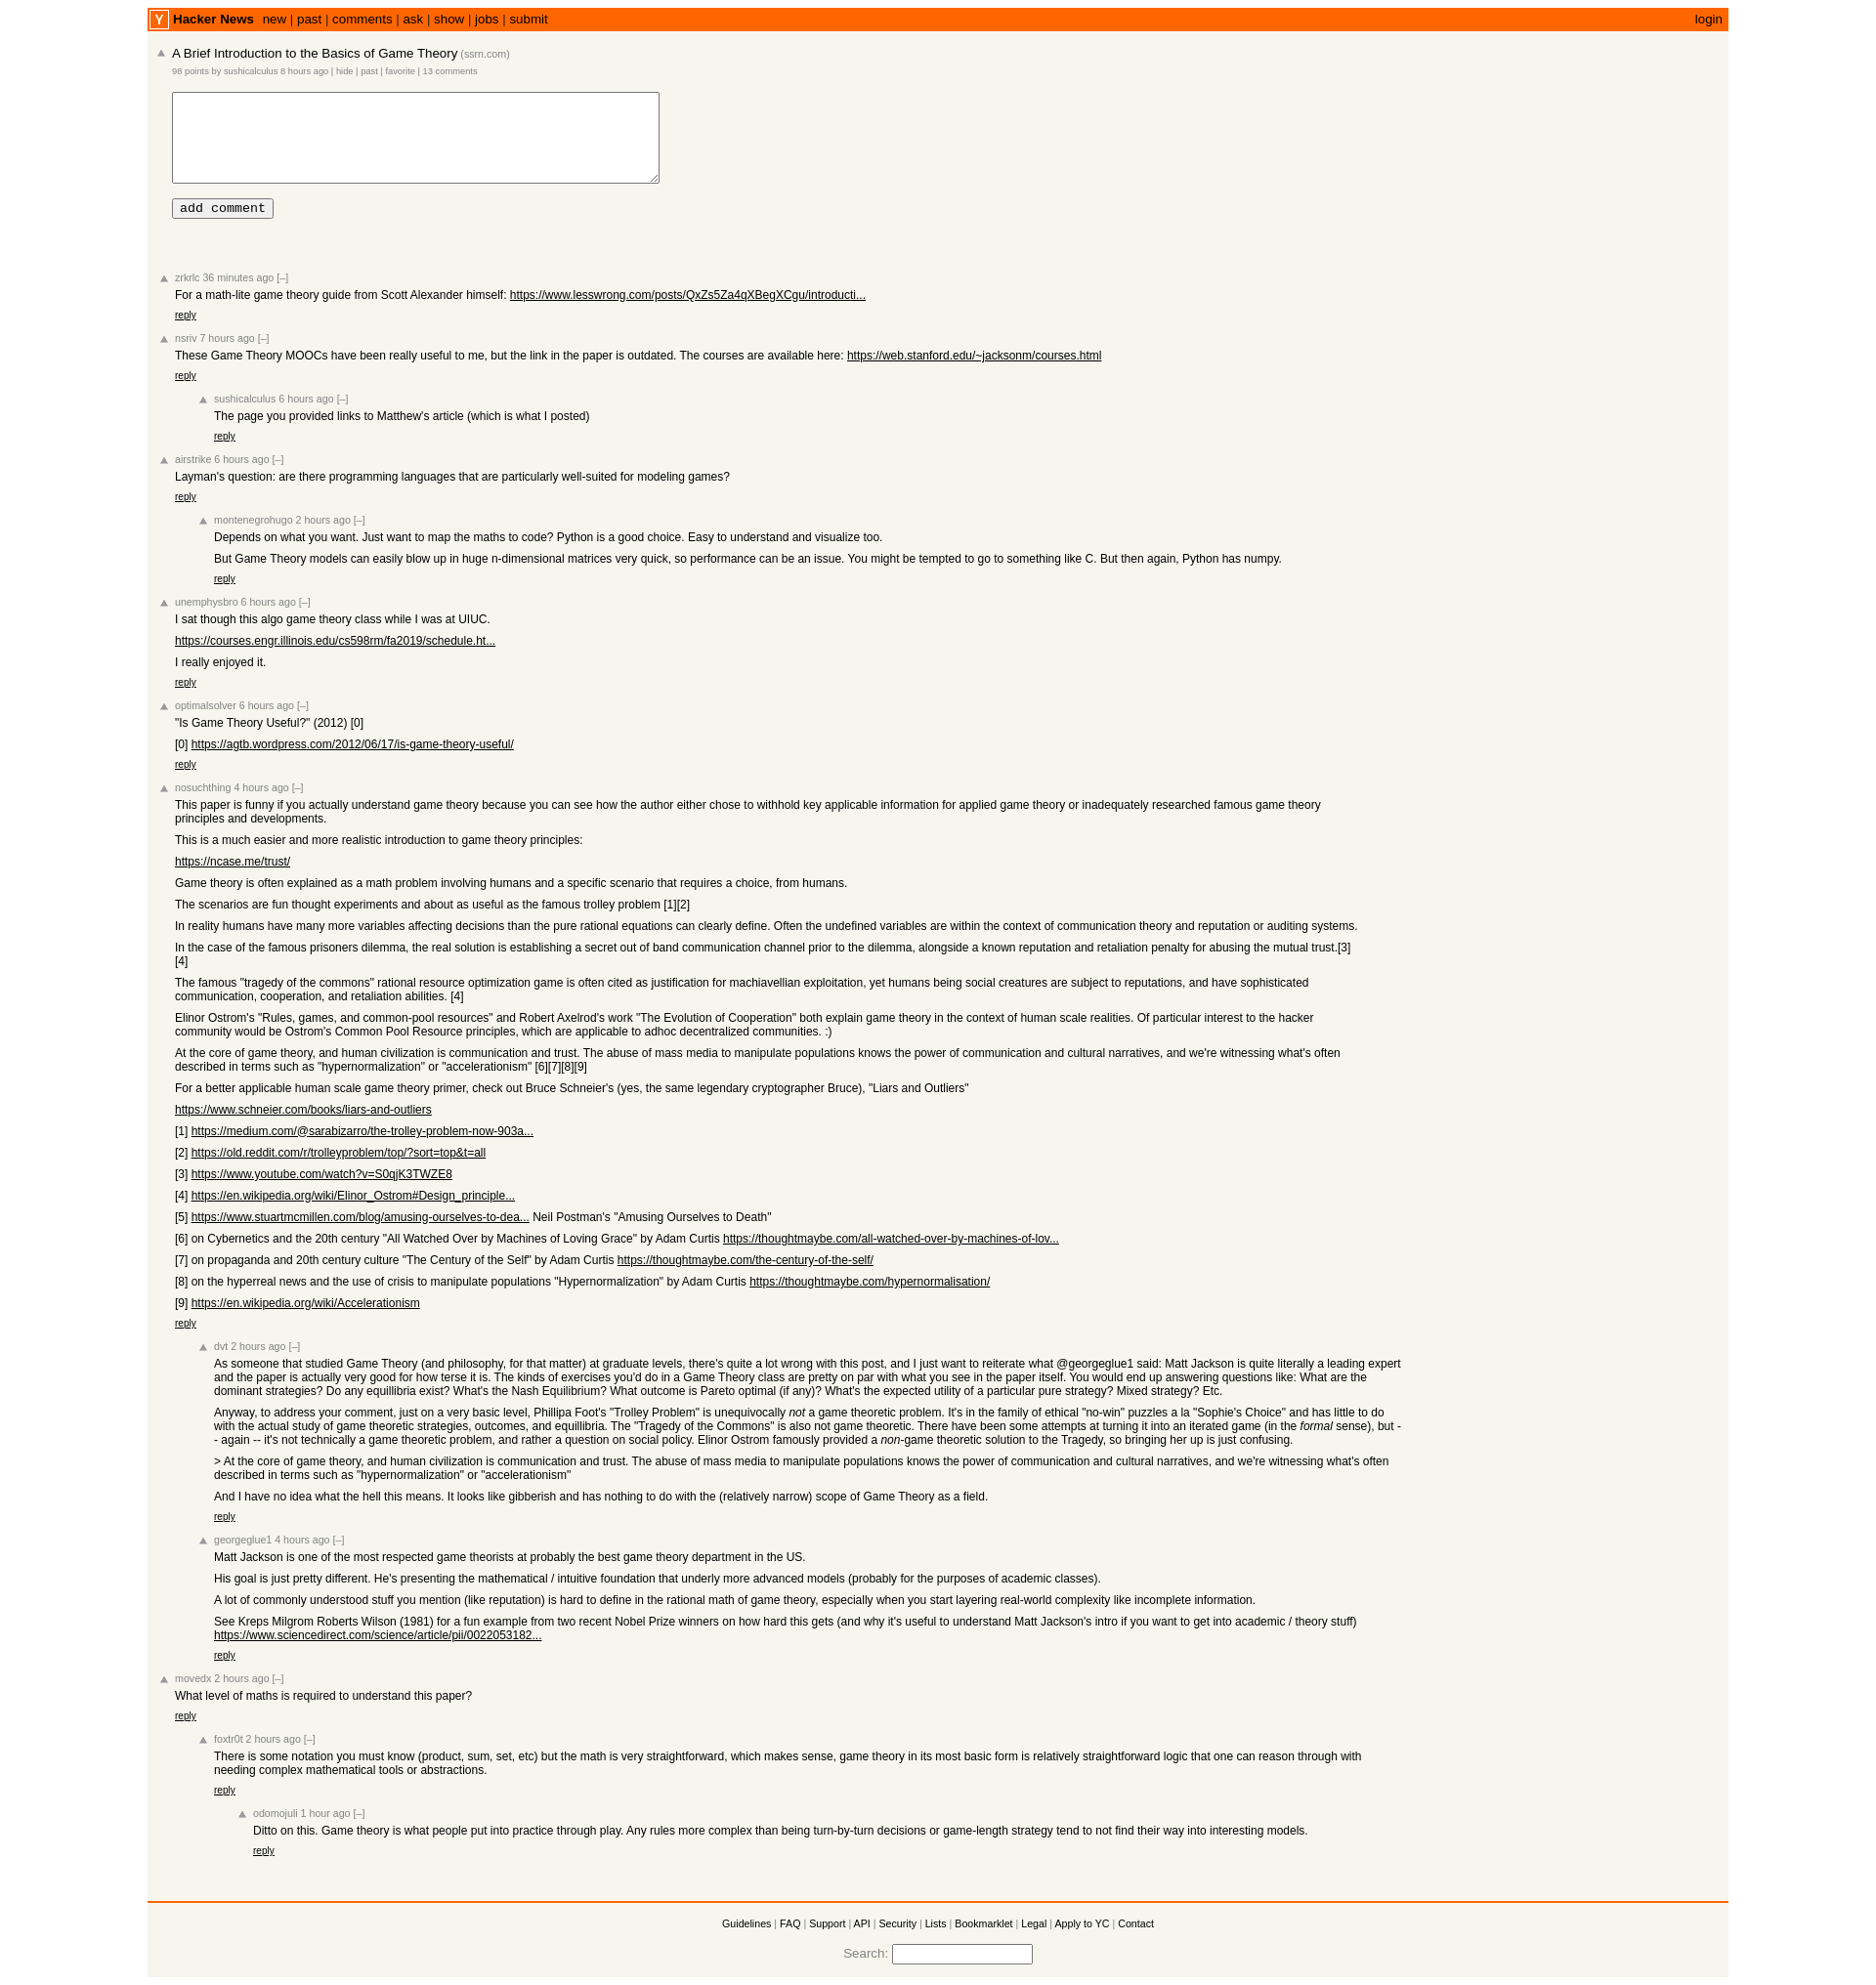 Y Hacker News new | past | comments | ask | show | jobs | submit login
A Brief Introduction to the Basics of Game Theory (ssrn.com)
98 points by sushicalculus 8 hours ago | hide | past | favorite | 13 comments
add comment
zrkrlc 36 minutes ago [–]
For a math-lite game theory guide from Scott Alexander himself: https://www.lesswrong.com/posts/QxZs5Za4qXBegXCgu/introducti...
reply
nsriv 7 hours ago [–]
These Game Theory MOOCs have been really useful to me, but the link in the paper is outdated. The courses are available here: https://web.stanford.edu/~jacksonm/courses.html
reply
sushicalculus 6 hours ago [–]
The page you provided links to Matthew's article (which is what I posted)
reply
airstrike 6 hours ago [–]
Layman's question: are there programming languages that are particularly well-suited for modeling games?
reply
montenegrohugo 2 hours ago [–]
Depends on what you want. Just want to map the maths to code? Python is a good choice. Easy to understand and visualize too.
But Game Theory models can easily blow up in huge n-dimensional matrices very quick, so performance can be an issue. You might be tempted to go to something like C. But then again, Python has numpy.
reply
unemphysbro 6 hours ago [–]
I sat though this algo game theory class while I was at UIUC.
https://courses.engr.illinois.edu/cs598rm/fa2019/schedule.ht...
I really enjoyed it.
reply
optimalsolver 6 hours ago [–]
"Is Game Theory Useful?" (2012) [0]
[0] https://agtb.wordpress.com/2012/06/17/is-game-theory-useful/
reply
nosuchthing 4 hours ago [–]
This paper is funny if you actually understand game theory because you can see how the author either chose to withhold key applicable information for applied game theory or inadequately researched famous game theory
principles and developments.
This is a much easier and more realistic introduction to game theory principles:
https://ncase.me/trust/
Game theory is often explained as a math problem involving humans and a specific scenario that requires a choice, from humans.
The scenarios are fun thought experiments and about as useful as the famous trolley problem [1][2]
In reality humans have many more variables affecting decisions than the pure rational equations can clearly define. Often the undefined variables are within the context of communication theory and reputation or auditing systems.
In the case of the famous prisoners dilemma, the real solution is establishing a secret out of band communication channel prior to the dilemma, alongside a known reputation and retaliation penalty for abusing the mutual trust.[3]
[4]
The famous "tragedy of the commons" rational resource optimization game is often cited as justification for machiavellian exploitation, yet humans being social creatures are subject to reputations, and have sophisticated
communication, cooperation, and retaliation abilities. [4]
Elinor Ostrom's "Rules, games, and common-pool resources" and Robert Axelrod's work "The Evolution of Cooperation" both explain game theory in the context of human scale realities. Of particular interest to the hacker
community would be Ostrom's Common Pool Resource principles, which are applicable to adhoc decentralized communities. :)
At the core of game theory, and human civilization is communication and trust. The abuse of mass media to manipulate populations knows the power of communication and cultural narratives, and we're witnessing what's often
described in terms such as "hypernormalization" or "accelerationism" [6][7][8][9]
For a better applicable human scale game theory primer, check out Bruce Schneier's (yes, the same legendary cryptographer Bruce), "Liars and Outliers"
https://www.schneier.com/books/liars-and-outliers
[1] https://medium.com/@sarabizarro/the-trolley-problem-now-903a...
[2] https://old.reddit.com/r/trolleyproblem/top/?sort=top&t=all
[3] https://www.youtube.com/watch?v=S0qjK3TWZE8
[4] https://en.wikipedia.org/wiki/Elinor_Ostrom#Design_principle...
[5] https://www.stuartmcmillen.com/blog/amusing-ourselves-to-dea... Neil Postman's "Amusing Ourselves to Death"
[6] on Cybernetics and the 20th century "All Watched Over by Machines of Loving Grace" by Adam Curtis https://thoughtmaybe.com/all-watched-over-by-machines-of-lov...
[7] on propaganda and 20th century culture "The Century of the Self" by Adam Curtis https://thoughtmaybe.com/the-century-of-the-self/
[8] on the hyperreal news and the use of crisis to manipulate populations "Hypernormalization" by Adam Curtis https://thoughtmaybe.com/hypernormalisation/
[9] https://en.wikipedia.org/wiki/Accelerationism
reply
dvt 2 hours ago [–]
As someone that studied Game Theory (and philosophy, for that matter) at graduate levels, there's quite a lot wrong with this post, and I just want to reiterate what @georgeglue1 said: Matt Jackson is quite literally a leading expert
and the paper is actually very good for how terse it is. The kinds of exercises you'd do in a Game Theory class are pretty on par with what you see in the paper itself. You would end up answering questions like: What are the
dominant strategies? Do any equillibria exist? What's the Nash Equilibrium? What outcome is Pareto optimal (if any)? What's the expected utility of a particular pure strategy? Mixed strategy? Etc.
Anyway, to address your comment, just on a very basic level, Phillipa Foot's "Trolley Problem" is unequivocally not a game theoretic problem. It's in the family of ethical "no-win" puzzles a la "Sophie's Choice" and has little to do
with the actual study of game theoretic strategies, outcomes, and equillibria. The "Tragedy of the Commons" is also not game theoretic. There have been some attempts at turning it into an iterated game (in the formal sense), but -
- again -- it's not technically a game theoretic problem, and rather a question on social policy. Elinor Ostrom famously provided a non-game theoretic solution to the Tragedy, so bringing her up is just confusing.
> At the core of game theory, and human civilization is communication and trust. The abuse of mass media to manipulate populations knows the power of communication and cultural narratives, and we're witnessing what's often
described in terms such as "hypernormalization" or "accelerationism"
And I have no idea what the hell this means. It looks like gibberish and has nothing to do with the (relatively narrow) scope of Game Theory as a field.
reply
georgeglue1 4 hours ago [–]
Matt Jackson is one of the most respected game theorists at probably the best game theory department in the US.
His goal is just pretty different. He's presenting the mathematical / intuitive foundation that underly more advanced models (probably for the purposes of academic classes).
A lot of commonly understood stuff you mention (like reputation) is hard to define in the rational math of game theory, especially when you start layering real-world complexity like incomplete information.
See Kreps Milgrom Roberts Wilson (1981) for a fun example from two recent Nobel Prize winners on how hard this gets (and why it's useful to understand Matt Jackson's intro if you want to get into academic / theory stuff)
https://www.sciencedirect.com/science/article/pii/0022053182...
reply
movedx 2 hours ago [–]
What level of maths is required to understand this paper?
reply
foxtr0t 2 hours ago [–]
There is some notation you must know (product, sum, set, etc) but the math is very straightforward, which makes sense, game theory in its most basic form is relatively straightforward logic that one can reason through with
needing complex mathematical tools or abstractions.
reply
odomojuli 1 hour ago [–]
Ditto on this. Game theory is what people put into practice through play. Any rules more complex than being turn-by-turn decisions or game-length strategy tend to not find their way into interesting models.
reply
Guidelines | FAQ | Support | API | Security | Lists | Bookmarklet | Legal | Apply to YC | Contact
Search: